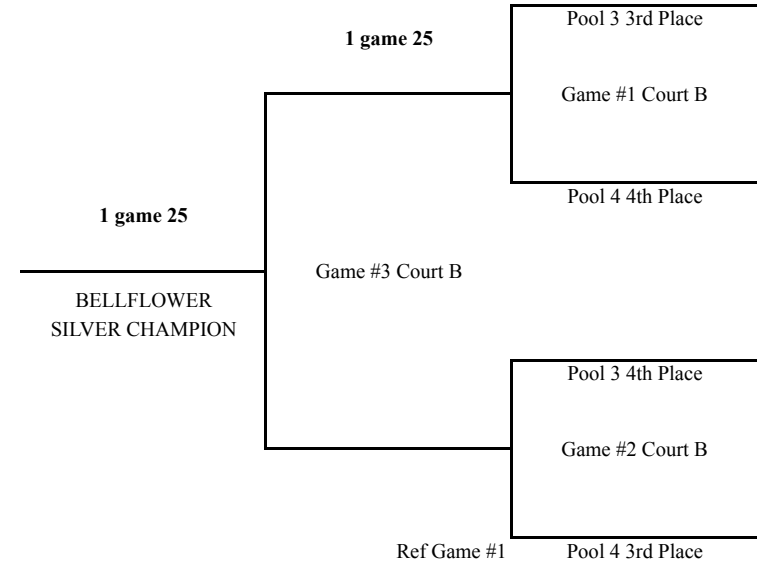 Pool 3 3rd Place
1 game 25
Game #1 Court B
Pool 4 4th Place
1 game 25
Game #3 Court B
BELLFLOWER
SILVER CHAMPION
Pool 3 4th Place
Game #2 Court B
Ref Game #1 Pool 4 3rd Place